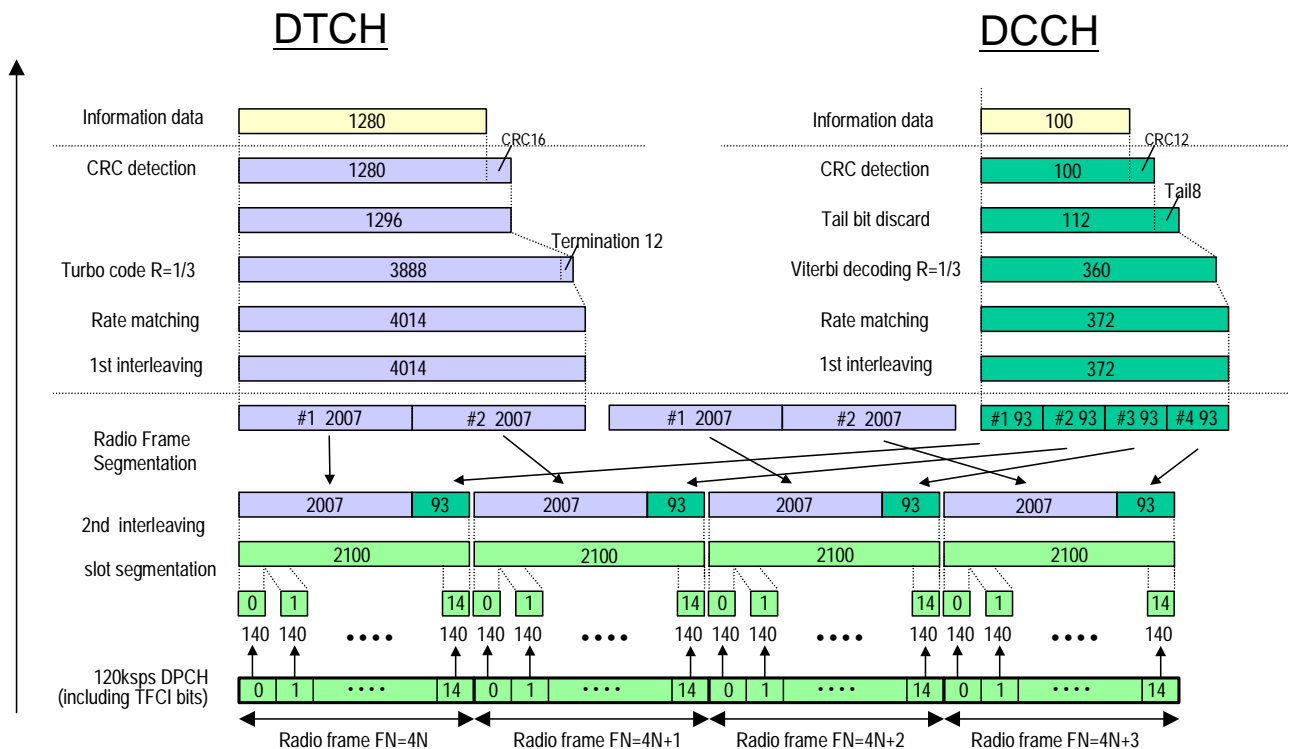 DTCH DCCH
Information data 1280 Information data 100
CRC16 CRC12
CRC detection 1280 CRC detection 100
Tail8
1296 Tail bit discard 112
Termination 12
Turbo code R=1/3 3888 Viterbi decoding R=1/3 360
Rate matching 4014 Rate matching 372
1st interleaving 4014 1st interleaving 372
#1 2007 #2 2007 #1 2007 #2 2007 #1 93 #2 93 #3 93 #4 93
Radio Frame
Segmentation
2007 93 2007 93 2007 93 2007 93
2nd interleaving
2100 2100 2100 2100
slot segmentation
0 1 14 0 1 14 0 1 14 0 1 14
140 140 •••• 140 140 140 •••• 140 140 140 •••• 140 140 140 •••• 140
120ksps DPCH
(including TFCI bits)
0 1 •••• 14 0 1 •••• 14 0 1 •••• 14 0 1 •••• 14
Radio frame FN=4N Radio frame FN=4N+1 Radio frame FN=4N+2 Radio frame FN=4N+3